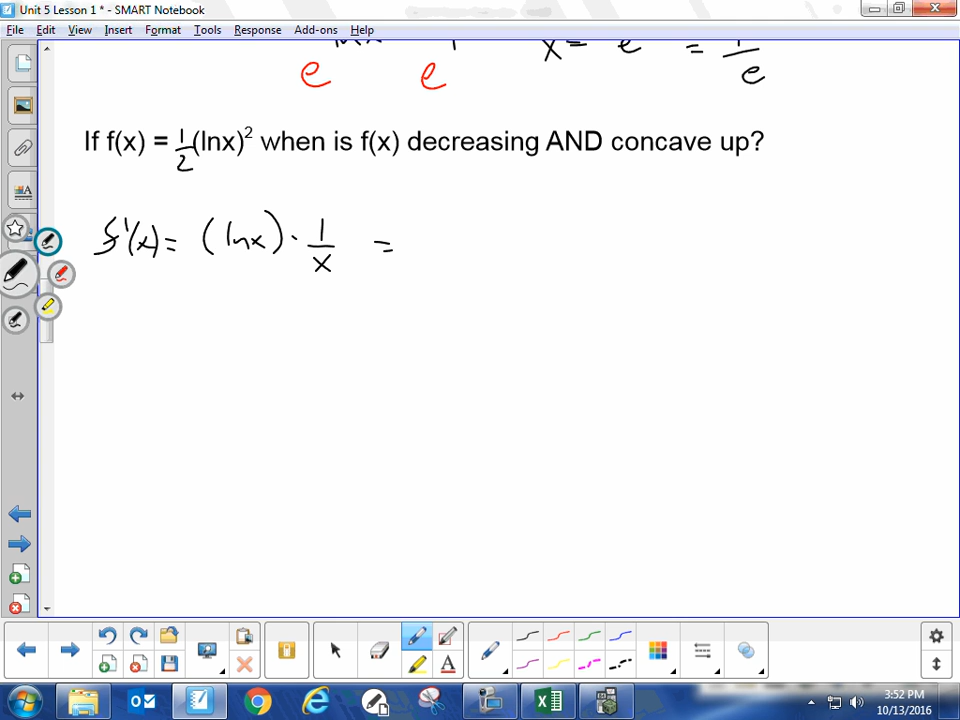 Unit 5 Lesson 1 * - SMART Notebook
File Edit View Insert Format Tools Response Add-ons Help
e e x = e = 1/e
If f(x) = 1/2(lnx)² when is f(x) decreasing AND concave up?
f'(x) = (lnx) · 1/x =
A
3:52 PM
10/13/2016